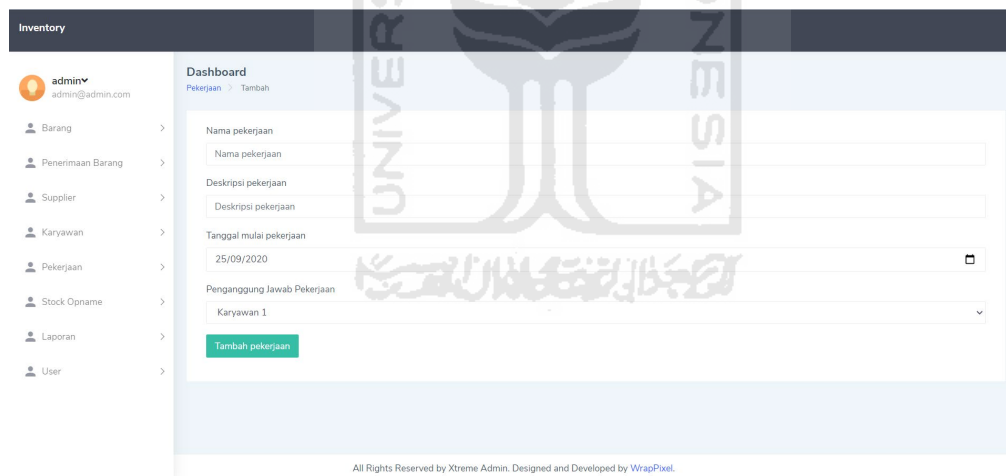 Inventory
admin
admin@admin.com
Barang
Penerimaan Barang
Supplier
Karyawan
Pekerjaan
Stock Opname
Laporan
User
Dashboard
Pekerjaan > Tambah
Nama pekerjaan
Nama pekerjaan
Deskripsi pekerjaan
Deskripsi pekerjaan
Tanggal mulai pekerjaan
25/09/2020
Penganggung Jawab Pekerjaan
Karyawan 1
Tambah pekerjaan
All Rights Reserved by Xtreme Admin. Designed and Developed by WrapPixel.